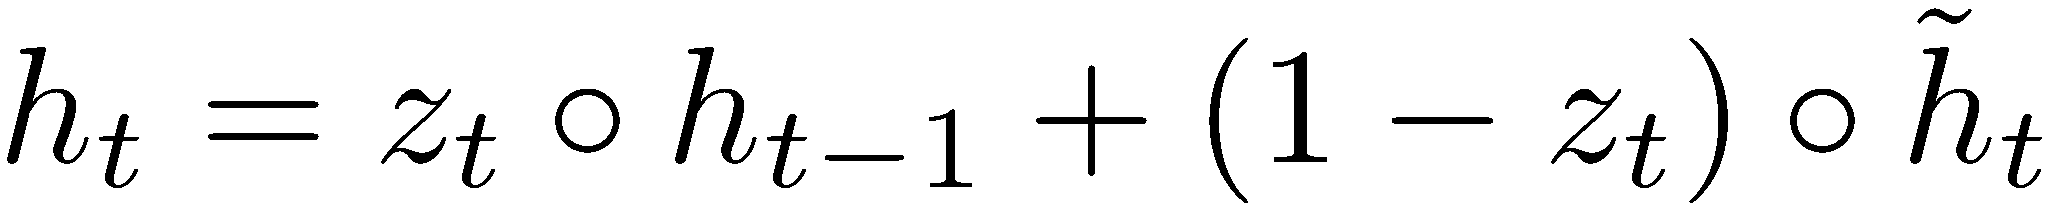 h_t = z_t ∘ h_{t−1} + (1 − z_t) ∘ h̃_t